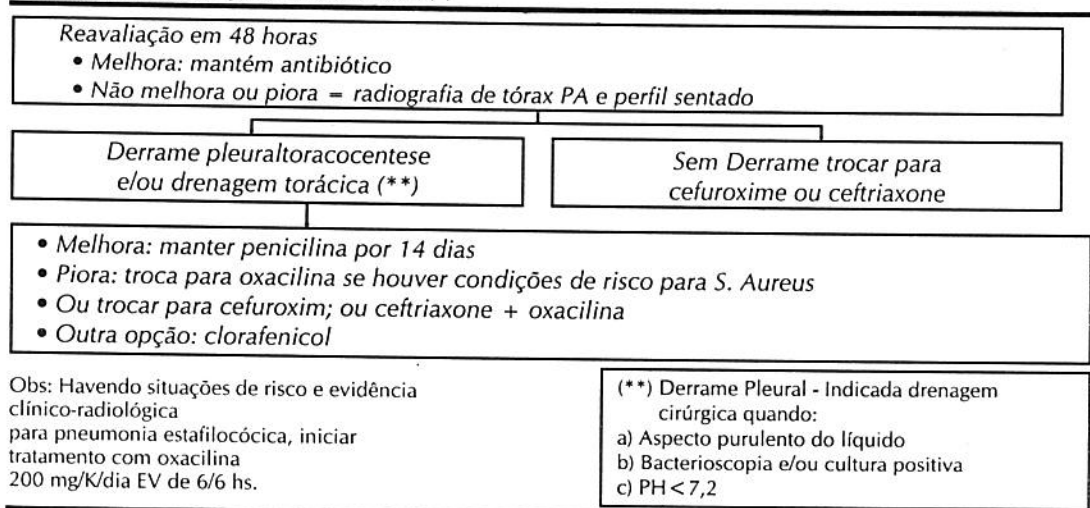 Reavaliação em 48 horas
• Melhora: mantém antibiótico
• Não melhora ou piora = radiografia de tórax PA e perfil sentado
Derrame pleuraltoracocentese
e/ou drenagem torácica (**)
Sem Derrame trocar para
cefuroxime ou ceftriaxone
• Melhora: manter penicilina por 14 dias
• Piora: troca para oxacilina se houver condições de risco para S. Aureus
• Ou trocar para cefuroxim; ou ceftriaxone + oxacilina
• Outra opção: clorafenicol
Obs: Havendo situações de risco e evidência
clínico-radiológica
para pneumonia estafilocócica, iniciar
tratamento com oxacilina
200 mg/K/dia EV de 6/6 hs.
(**) Derrame Pleural - Indicada drenagem
cirúrgica quando:
a) Aspecto purulento do líquido
b) Bacterioscopia e/ou cultura positiva
c) PH<7,2